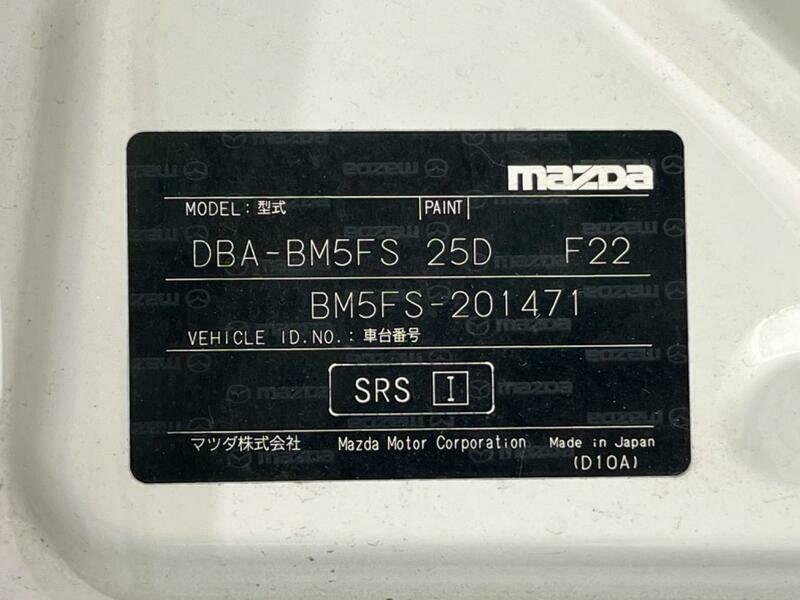 mazda
MODEL: 型式 PAINT
DBA-BM5FS 25D F22
BM5FS-201471
VEHICLE ID.NO.: 車台番号
SRS I
マツダ株式会社 Mazda Motor Corporation Made in Japan
(D10A)